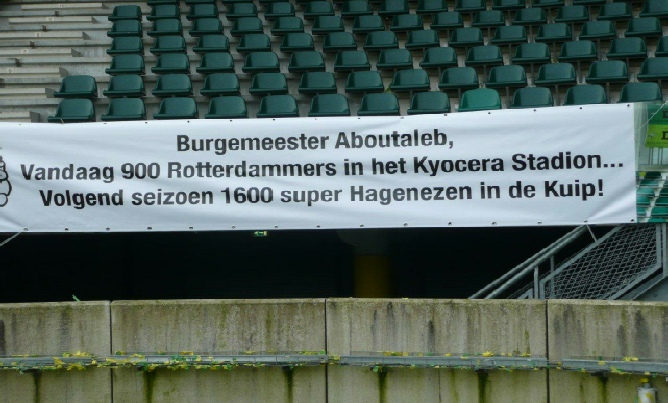 Burgemeester Aboutaleb,
Vandaag 900 Rotterdammers in het Kyocera Stadion...
Volgend seizoen 1600 super Hagenezen in de Kuip!